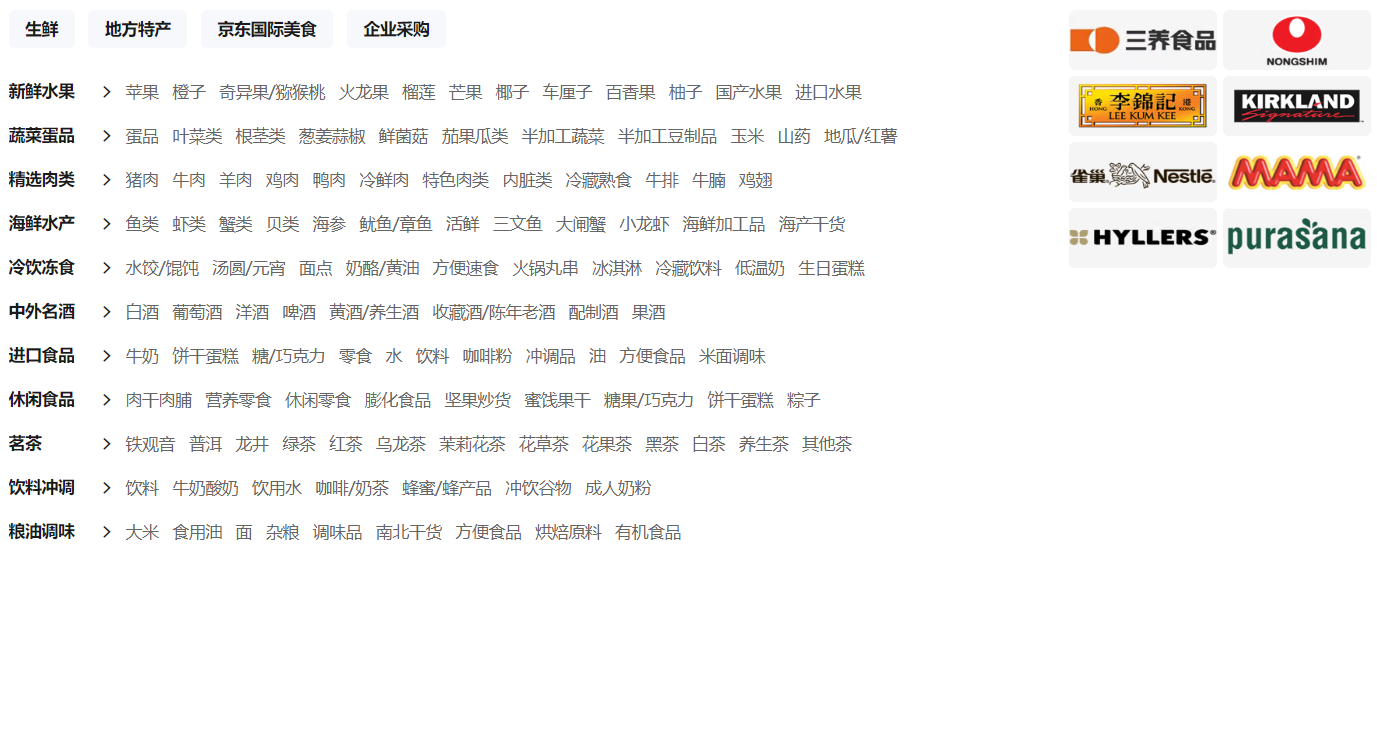 生鲜 地方特产 京东国际美食 企业采购
新鲜水果 > 苹果 橙子 奇异果/猕猴桃 火龙果 榴莲 芒果 椰子 车厘子 百香果 柚子 国产水果 进口水果
蔬菜蛋品 > 蛋品 叶菜类 根茎类 葱姜蒜椒 鲜菌菇 茄果瓜类 半加工蔬菜 半加工豆制品 玉米 山药 地瓜/红薯
精选肉类 > 猪肉 牛肉 羊肉 鸡肉 鸭肉 冷鲜肉 特色肉类 内脏类 冷藏熟食 牛排 牛腩 鸡翅
海鲜水产 > 鱼类 虾类 蟹类 贝类 海参 鱿鱼/章鱼 活鲜 三文鱼 大闸蟹 小龙虾 海鲜加工品 海产干货
冷饮冻食 > 水饺/馄饨 汤圆/元宵 面点 奶酪/黄油 方便速食 火锅丸串 冰淇淋 冷藏饮料 低温奶 生日蛋糕
中外名酒 > 白酒 葡萄酒 洋酒 啤酒 黄酒/养生酒 收藏酒/陈年老酒 配制酒 果酒
进口食品 > 牛奶 饼干蛋糕 糖/巧克力 零食 水 饮料 咖啡粉 冲调品 油 方便食品 米面调味
休闲食品 > 肉干肉脯 营养零食 休闲零食 膨化食品 坚果炒货 蜜饯果干 糖果/巧克力 饼干蛋糕 粽子
茗茶 > 铁观音 普洱 龙井 绿茶 红茶 乌龙茶 茉莉花茶 花草茶 花果茶 黑茶 白茶 养生茶 其他茶
饮料冲调 > 饮料 牛奶酸奶 饮用水 咖啡/奶茶 蜂蜜/蜂产品 冲饮谷物 成人奶粉
粮油调味 > 大米 食用油 面 杂粮 调味品 南北干货 方便食品 烘焙原料 有机食品
三养食品
NONGSHIM
香 李錦記 港
HONG LEE KUM KEE KONG
KIRKLAND
Signature
雀巢 Nestlé
MAMA
HYLLERS
purasana